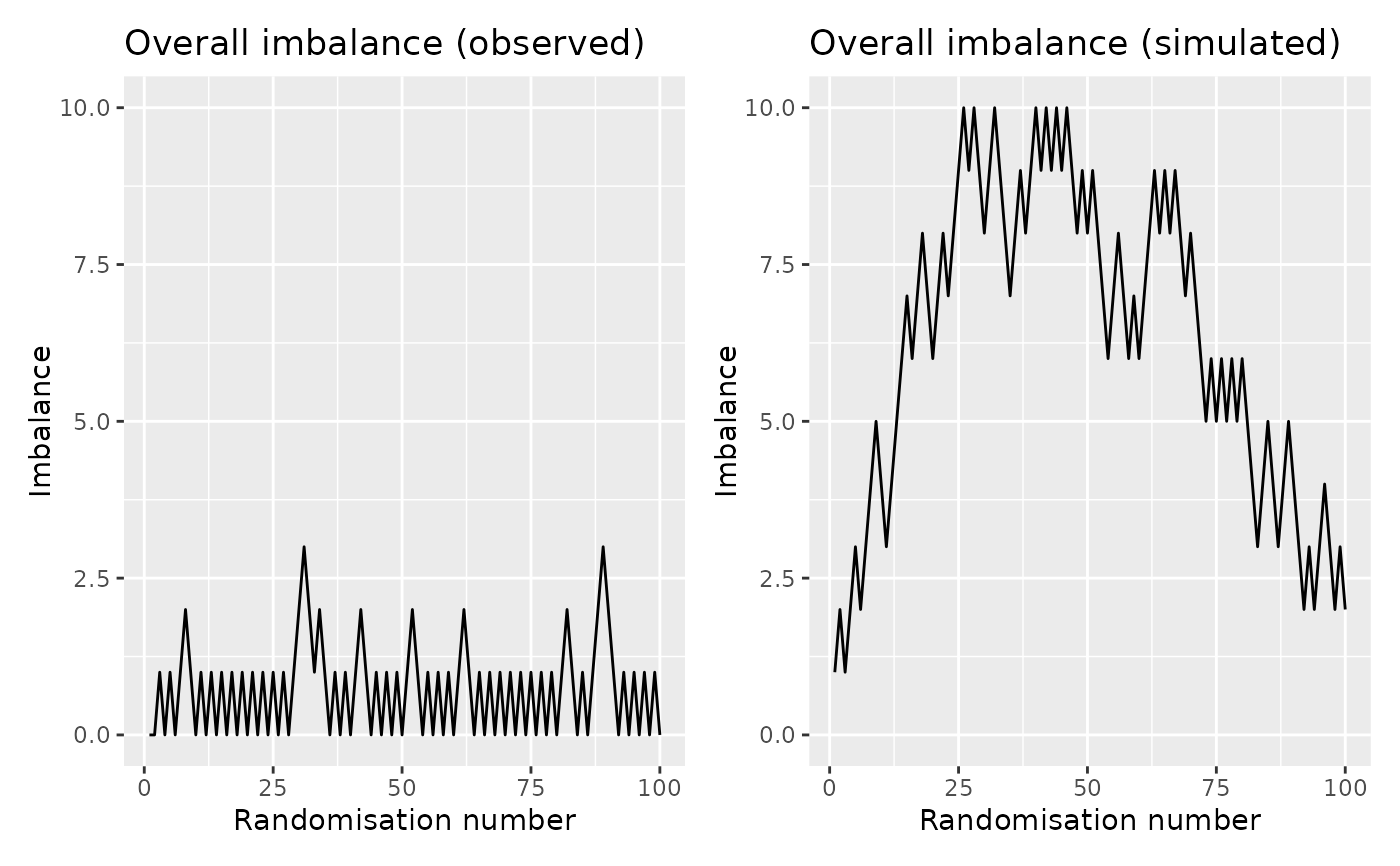 Overall imbalance (observed)
10.0
7.5
5.0
2.5
0.0
Imbalance
0 25 50 75 100
Randomisation number
Overall imbalance (simulated)
10.0
7.5
5.0
2.5
0.0
Imbalance
0 25 50 75 100
Randomisation number